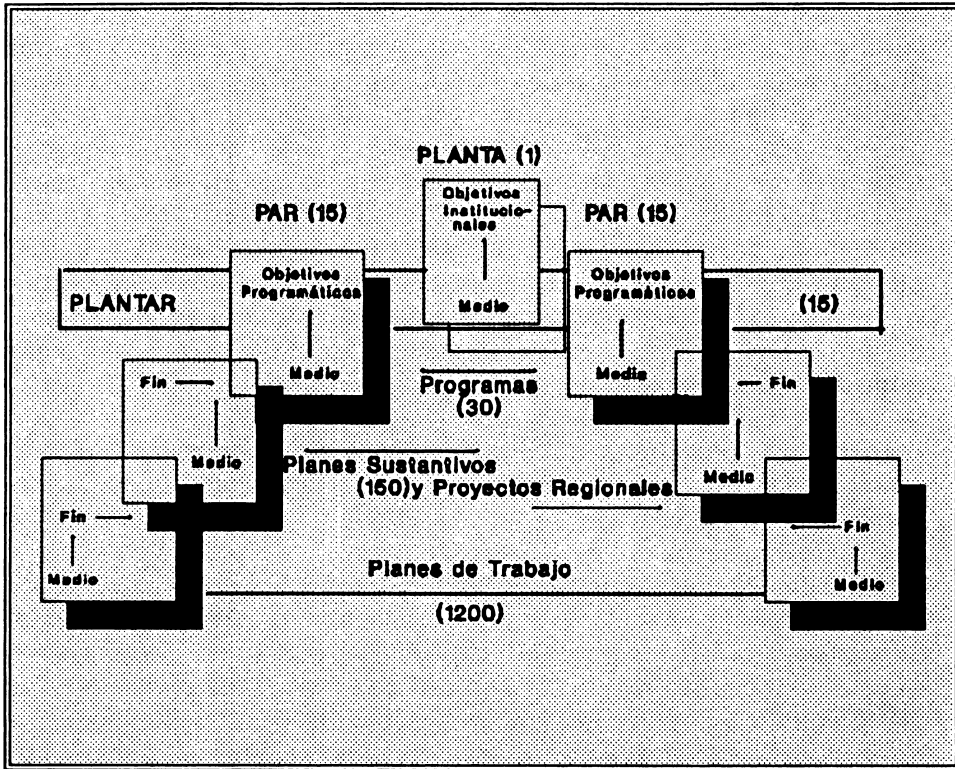 PLANTA (1)
Objetivos
Institucio-
nales
Medio
PAR (15)
PAR (15)
Objetivos
Programáticos
Medio
Objetivos
Programáticos
Medio
PLANTAR
(15)
Programas
(30)
Fin
Medio
Fin
Medio
Planes Sustantivos
(150) y Proyectos Regionales
Fin
Medio
Fin
Medio
Planes de Trabajo
(1200)